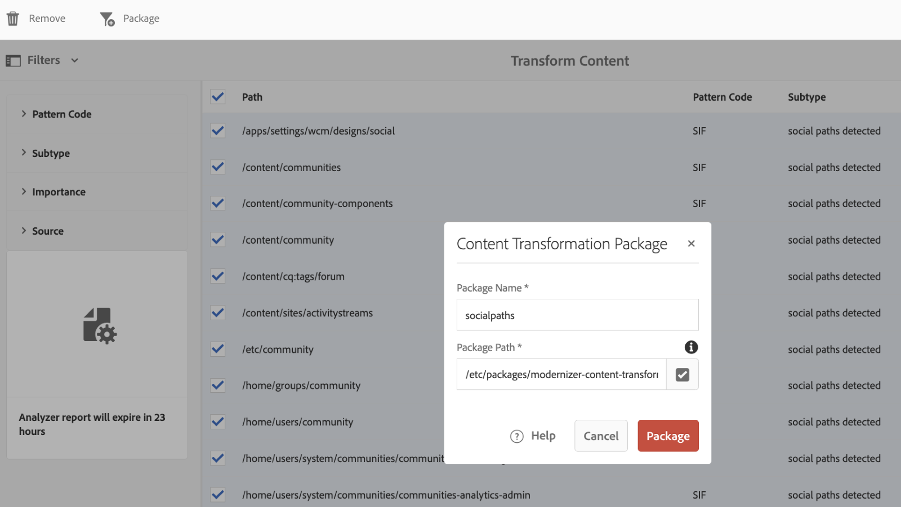 Remove
Package
Filters
Transform Content
Pattern Code
Subtype
Importance
Source
Analyzer report will expire in 23
hours
Path Pattern Code Subtype
/apps/settings/wcm/designs/social SIF social paths detected
/content/communities SIF social paths detected
/content/community-components SIF social paths detected
/content/community social paths detected
/content/cq:tags/forum social paths detected
/content/sites/activitystreams social paths detected
/etc/community social paths detected
/home/groups/community social paths detected
/home/users/community social paths detected
/home/users/system/communities/commu social paths detected
/home/users/system/communities/communities-analytics-admin SIF social paths detected
Content Transformation Package
Package Name *
socialpaths
Package Path *
/etc/packages/modernizer-content-transfor
Help
Cancel
Package